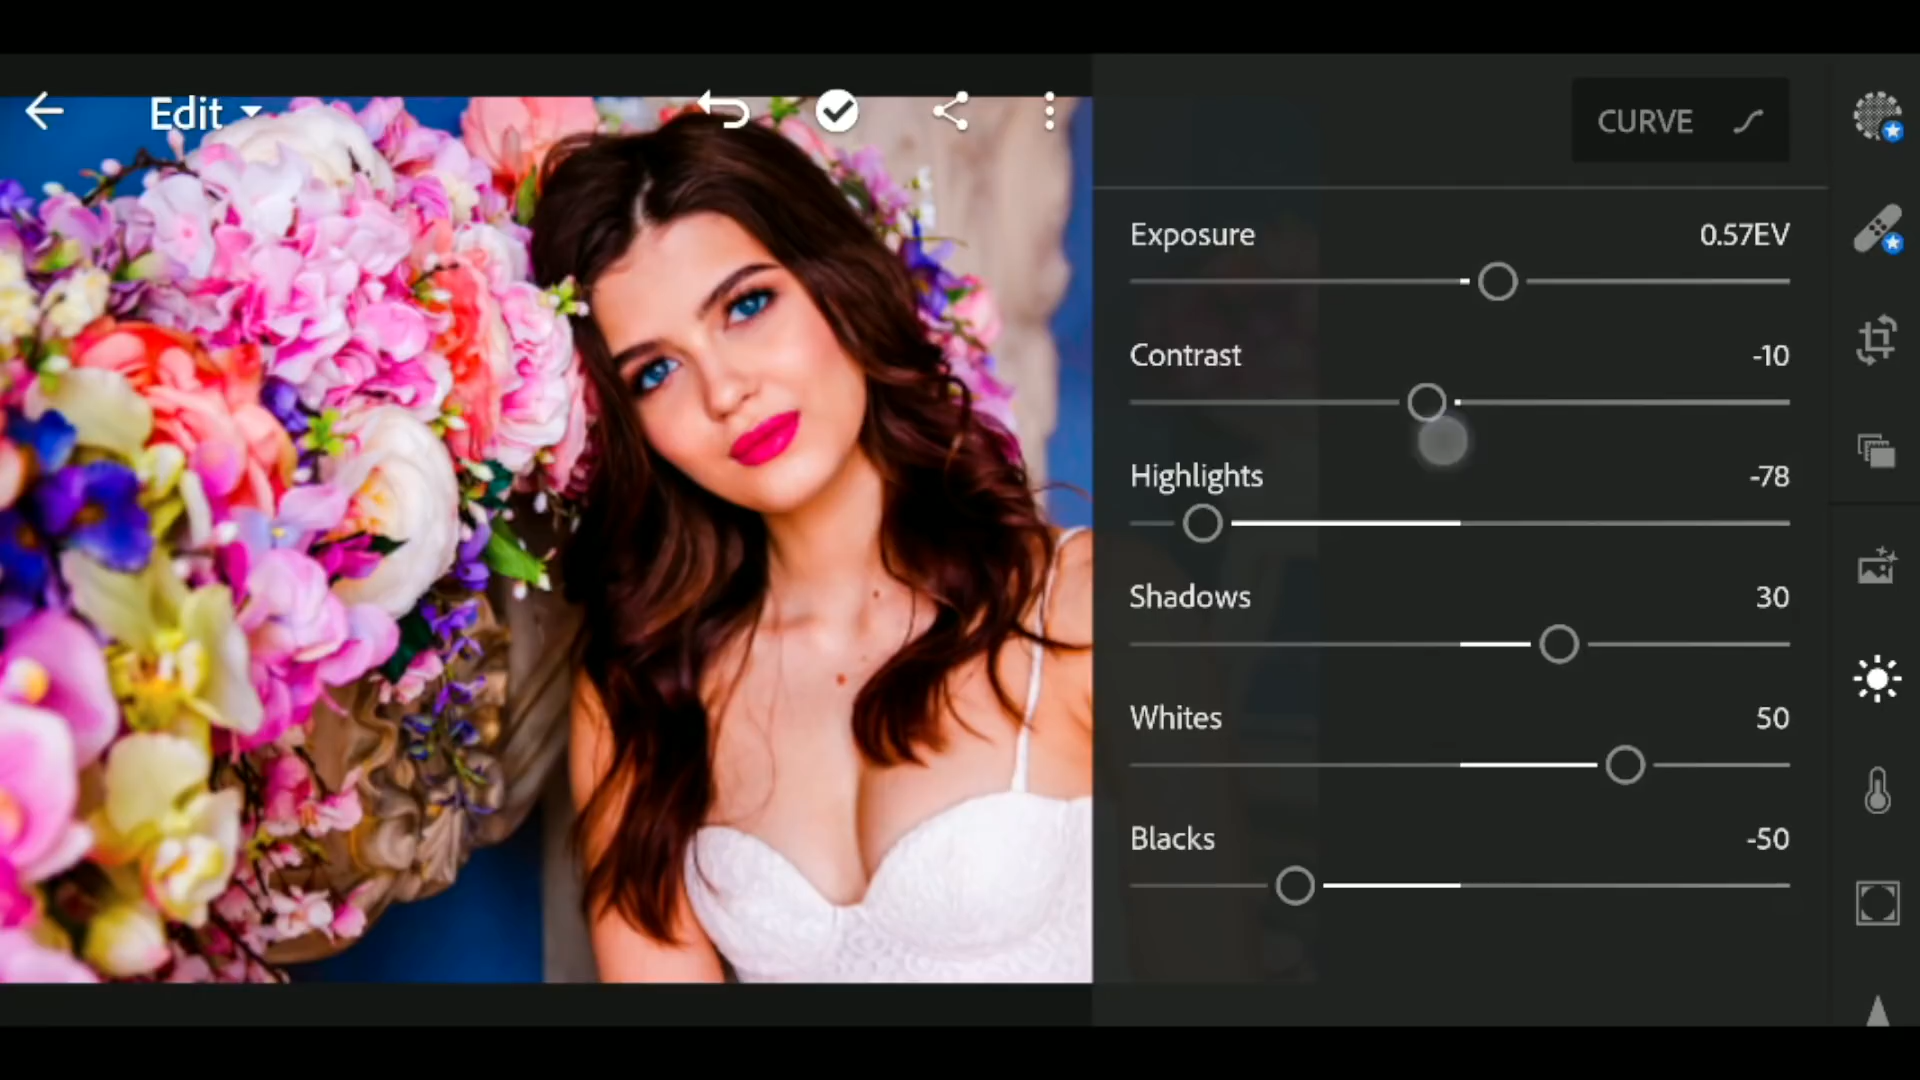 Edit
CURVE
Exposure 0.57EV
Contrast -10
Highlights -78
Shadows 30
Whites 50
Blacks -50